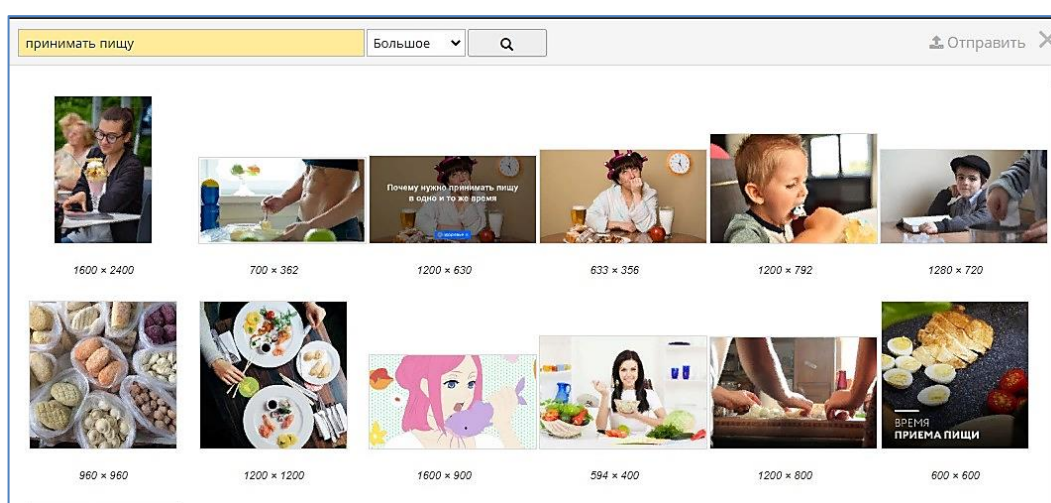 принимать пищу
Большое
Отправить
Почему нужно принимать пищу
в одно и то же время
1600 × 2400
700 × 362
1200 × 630
633 × 356
1200 × 792
1280 × 720
ВРЕМЯ
ПРИЕМА ПИЩИ
960 × 960
1200 × 1200
1600 × 900
594 × 400
1200 × 800
600 × 600